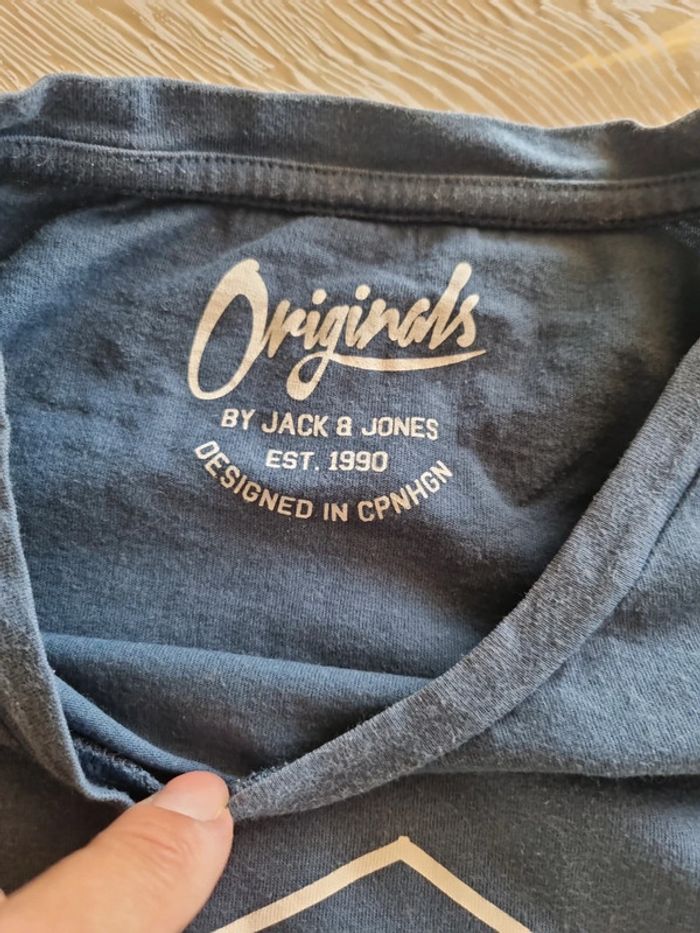 Originals
BY JACK & JONES
EST. 1990
DESIGNED IN CPNHGN